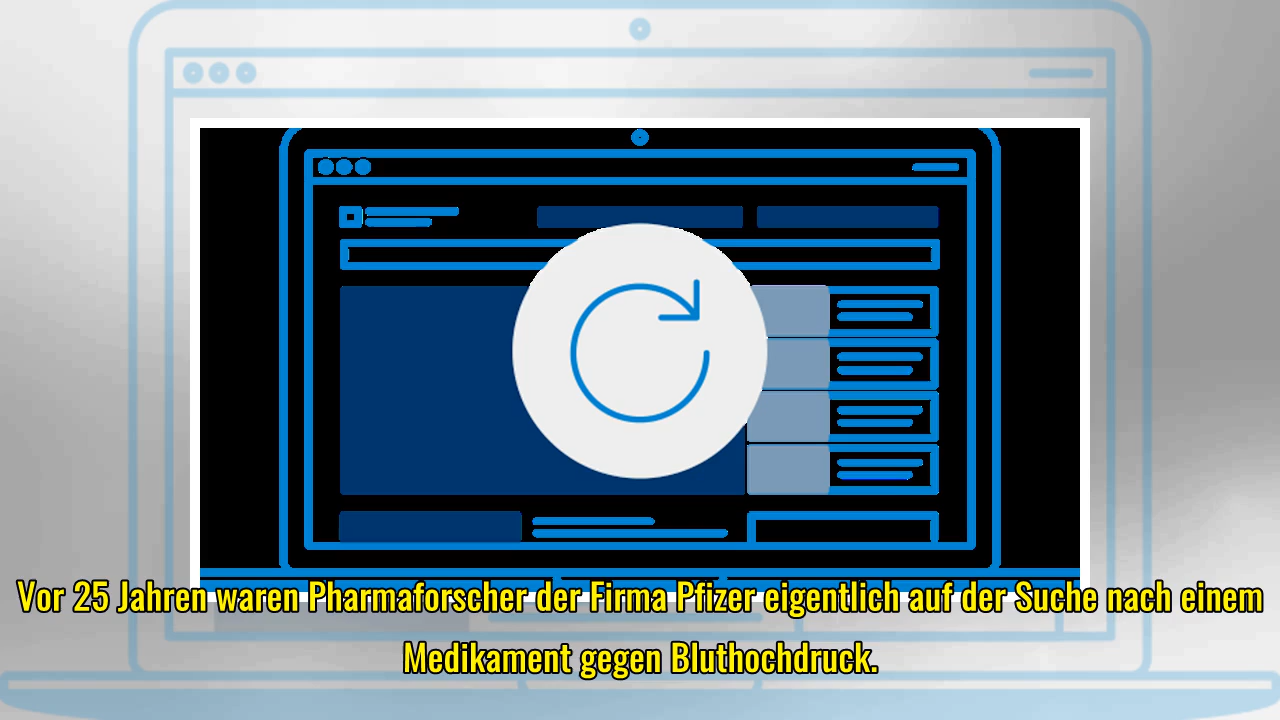 Vor 25 Jahren waren Pharmaforscher der Firma Pfizer eigentlich auf der Suche nach einem
Medikament gegen Bluthochdruck.